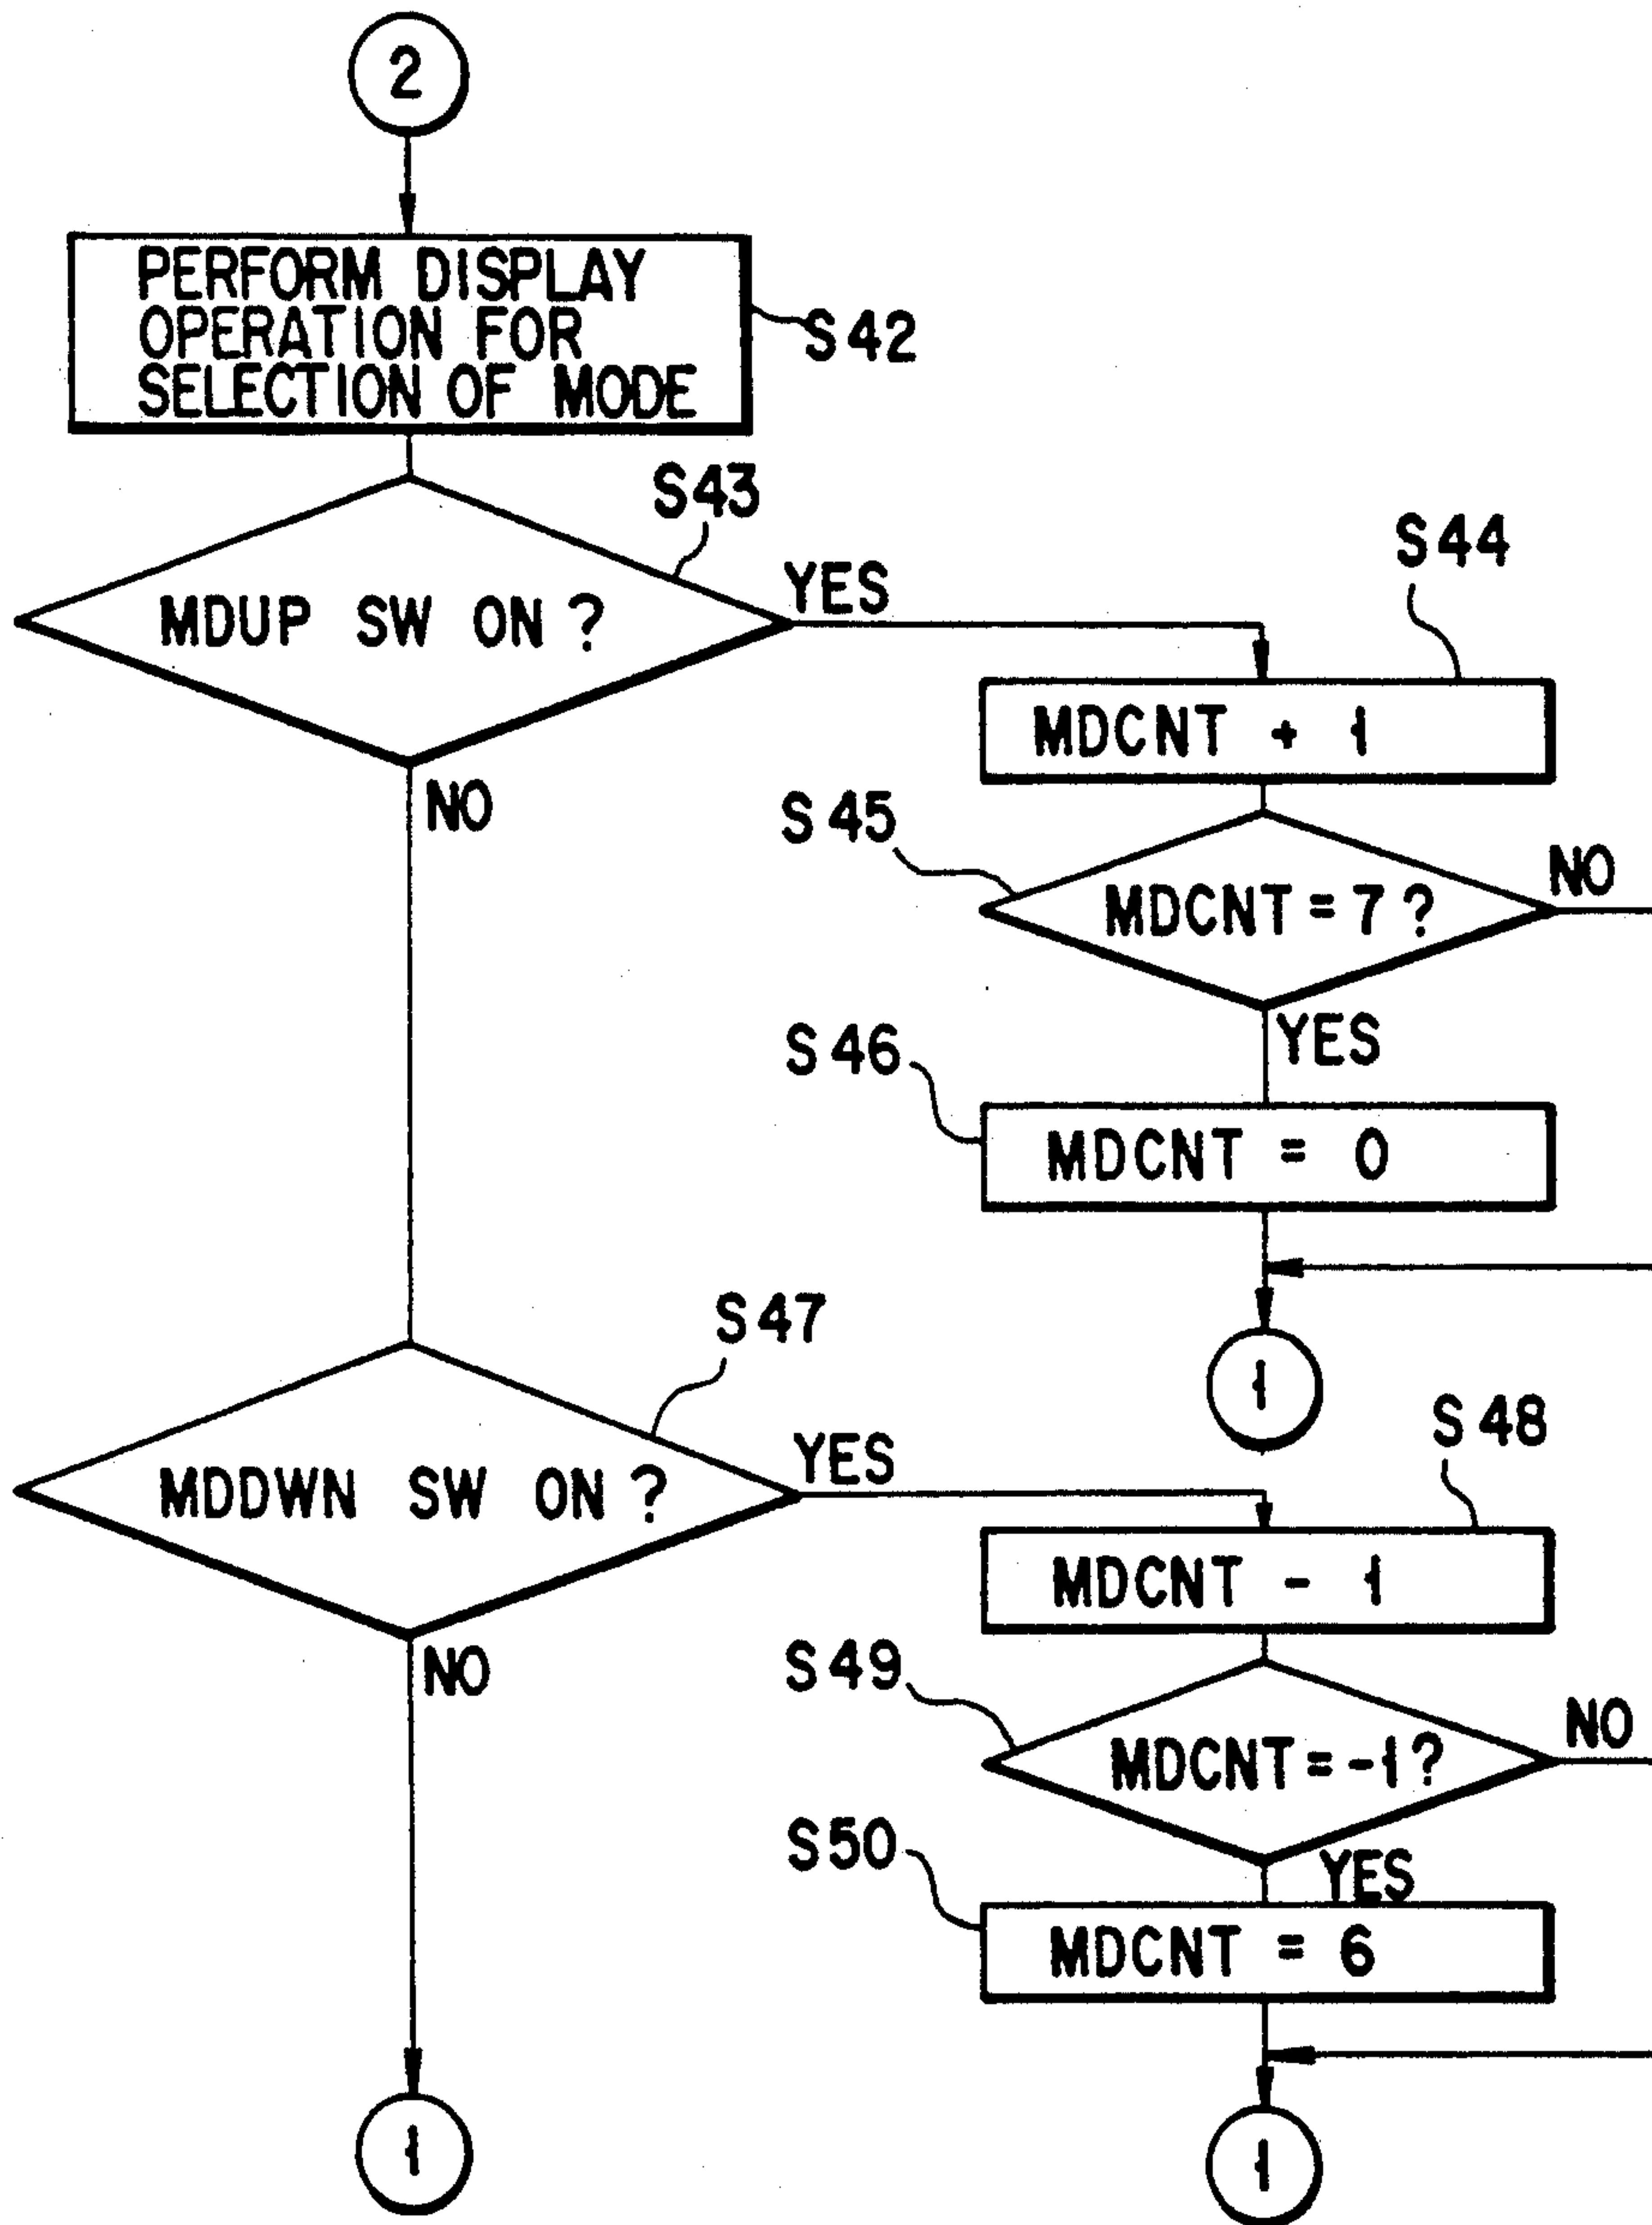 2
PERFORM DISPLAY
OPERATION FOR
SELECTION OF MODE
S42
S43
MDUP SW ON ?
YES
NO
S44
MDCNT + 1
S45
MDCNT = 7 ?
NO
YES
S46
MDCNT = 0
1
S47
MDDWN SW ON ?
YES
NO
S48
MDCNT - 1
S49
MDCNT = -1 ?
NO
YES
S50
MDCNT = 6
1
1